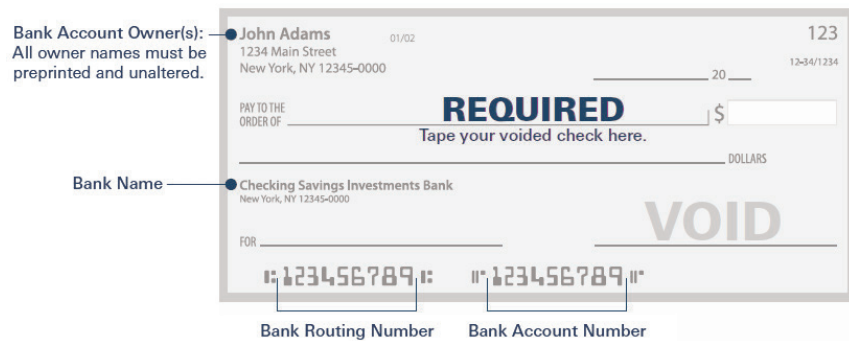 Bank Account Owner(s):
All owner names must be
preprinted and unaltered.
John Adams
01/02
123
1234 Main Street
New York, NY 12345-0000
12-34/1234
20
PAY TO THE
ORDER OF
REQUIRED
$
Tape your voided check here.
DOLLARS
Bank Name
Checking Savings Investments Bank
New York, NY 12345-0000
VOID
FOR
⑆123456789⑆ ⑈123456789⑈
Bank Routing Number
Bank Account Number